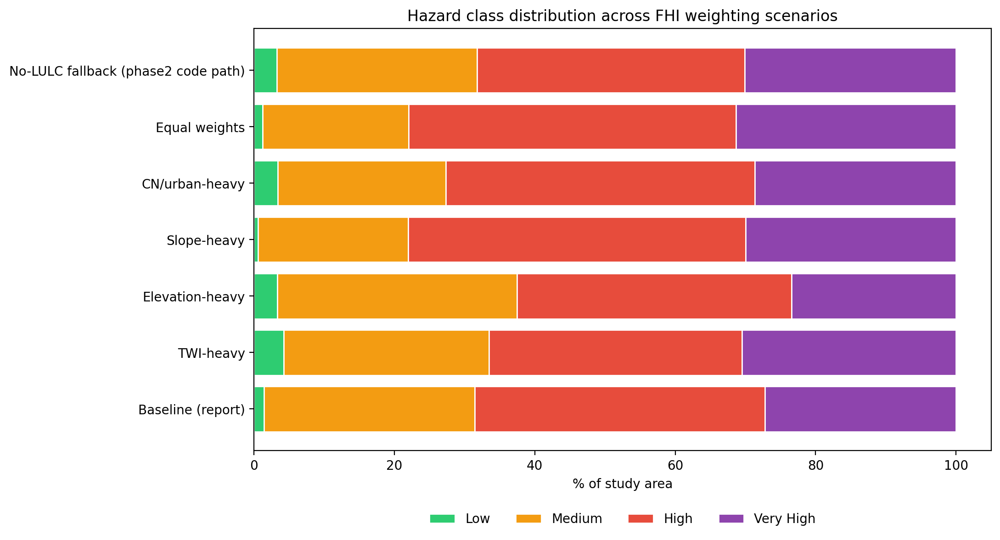 Hazard class distribution across FHI weighting scenarios
No-LULC fallback (phase2 code path)
Equal weights
CN/urban-heavy
Slope-heavy
Elevation-heavy
TWI-heavy
Baseline (report)
0 20 40 60 80 100
% of study area
Low Medium High Very High